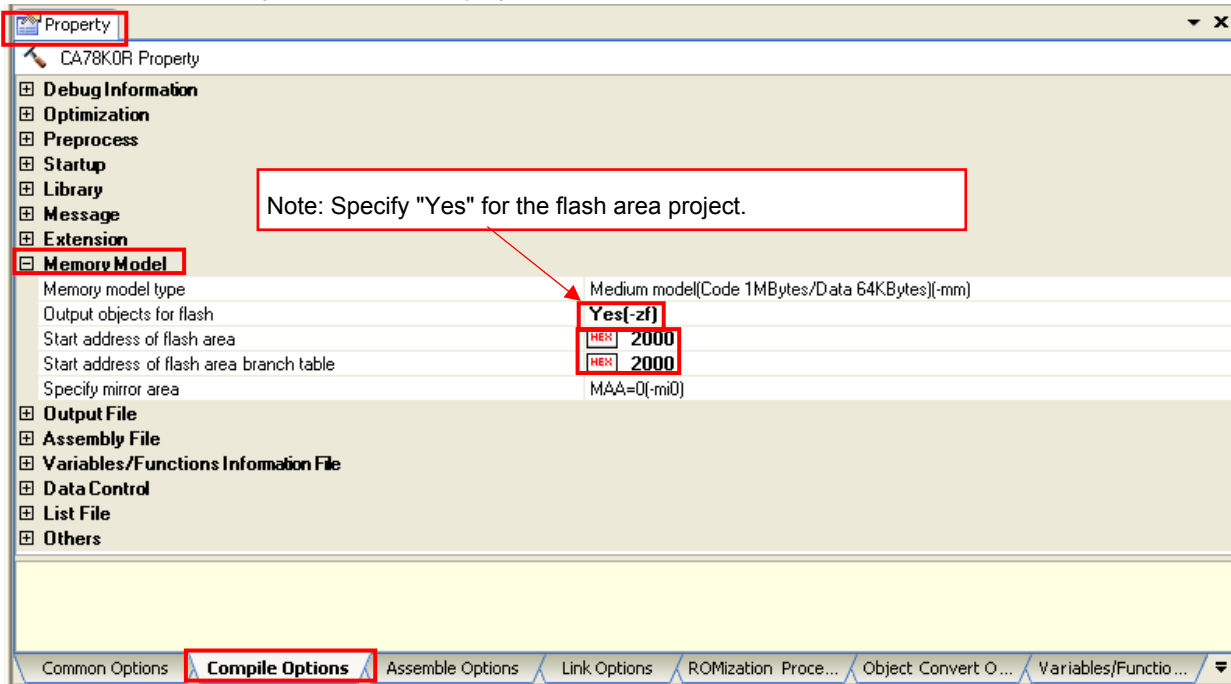 Property
CA78K0R Property
Debug Information
Optimization
Preprocess
Startup
Library
Message
Extension
Note: Specify "Yes" for the flash area project.
Memory Model
Memory model type Medium model(Code 1MBytes/Data 64KBytes)(-mm)
Output objects for flash Yes(-zf)
Start address of flash area HEX 2000
Start address of flash area branch table HEX 2000
Specify mirror area MAA=0(-mi0)
Output File
Assembly File
Variables/Functions Information File
Data Control
List File
Others
Common Options Compile Options Assemble Options Link Options ROMization Proce... Object Convert O... Variables/Functio...